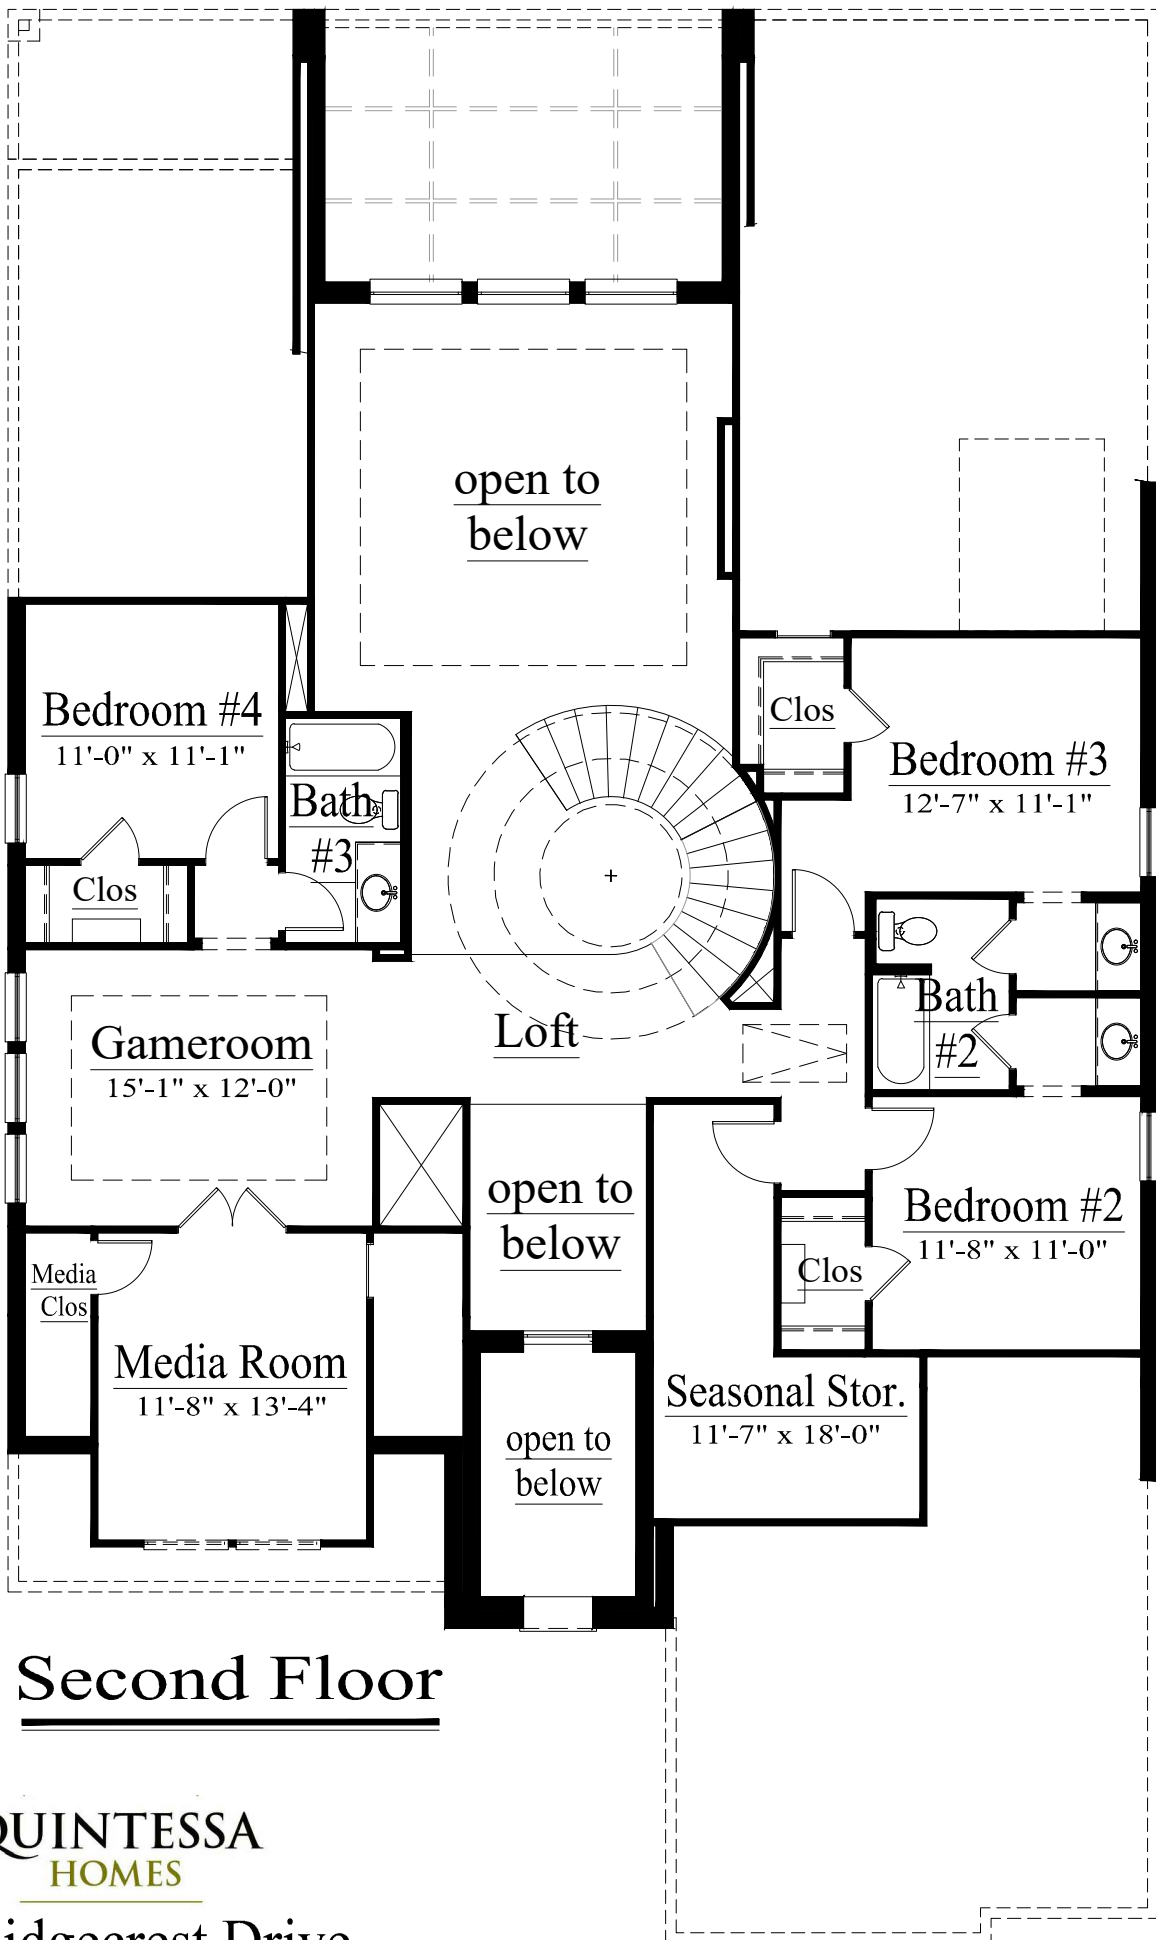 open to
below
Bedroom #4
11'-0" x 11'-1"
Clos
Bath
#3
Clos
Bedroom #3
12'-7" x 11'-1"
Gameroom
15'-1" x 12'-0"
Loft
Bath
#2
open to
below
Bedroom #2
11'-8" x 11'-0"
Clos
Media
Clos
Media Room
11'-8" x 13'-4"
open to
below
Seasonal Stor.
11'-7" x 18'-0"
Second Floor
QUINTESSA
HOMES
Drive